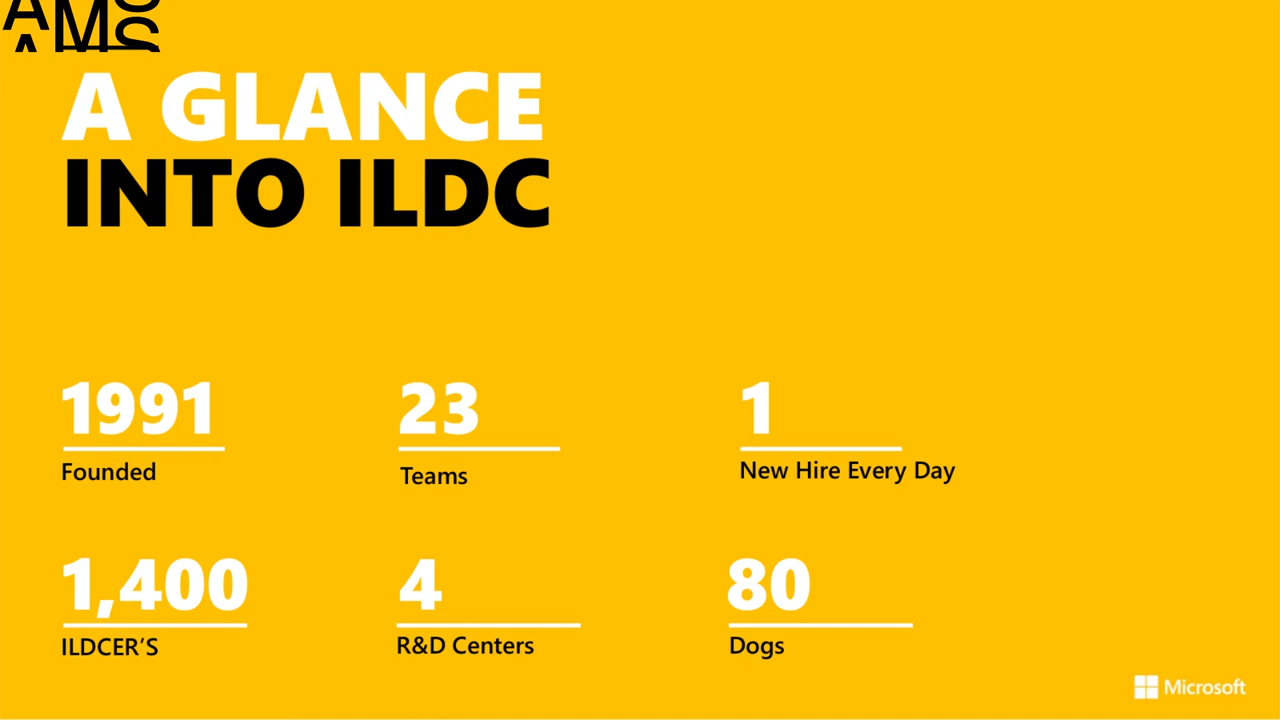 A GLANCE
INTO ILDC
1991
Founded
23
Teams
1
New Hire Every Day
1,400
ILDCER’S
4
R&D Centers
80
Dogs
Microsoft